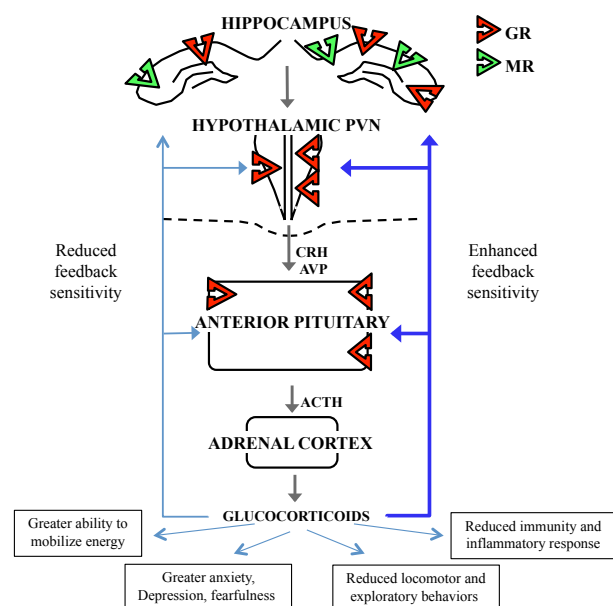 HIPPOCAMPUS
GR
MR
HYPOTHALAMIC PVN
Reduced
feedback
sensitivity
Enhanced
feedback
sensitivity
CRH
AVP
ANTERIOR PITUITARY
ACTH
ADRENAL CORTEX
GLUCOCORTICOIDS
Greater ability to
mobilize energy
Reduced immunity and
inflammatory response
Greater anxiety,
Depression, fearfulness
Reduced locomotor and
exploratory behaviors